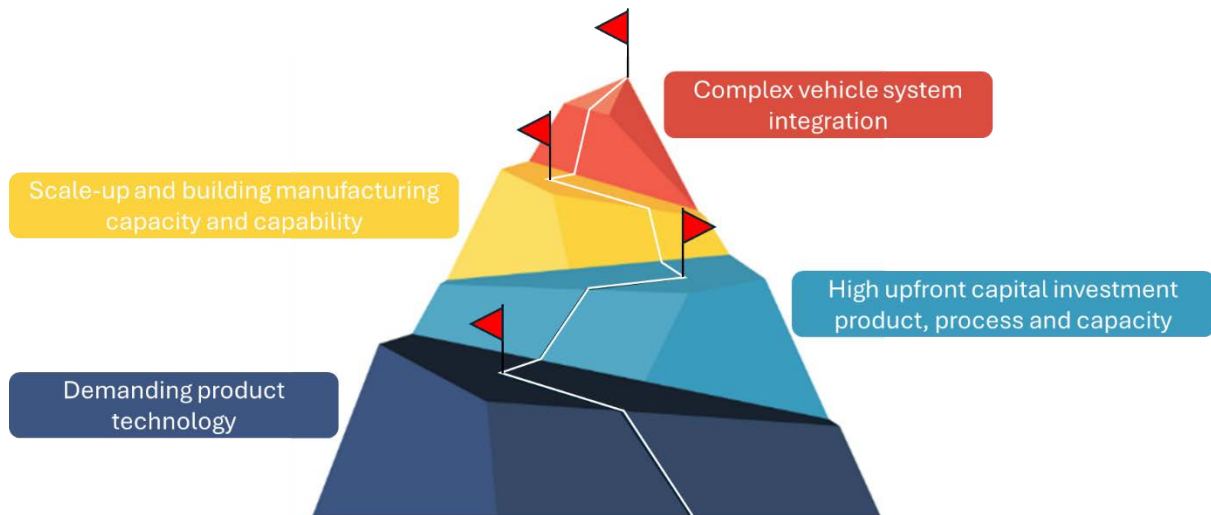 Complex vehicle system
integration
Scale-up and building manufacturing
capacity and capability
High upfront capital investment
product, process and capacity
Demanding product
technology